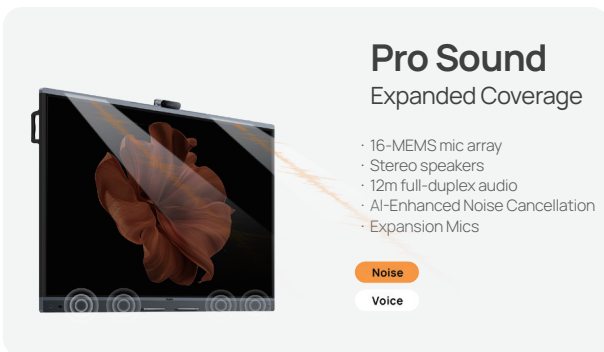 Pro Sound
Expanded Coverage
· 16-MEMS mic array
· Stereo speakers
· 12m full-duplex audio
· AI-Enhanced Noise Cancellation
· Expansion Mics
Noise
Voice